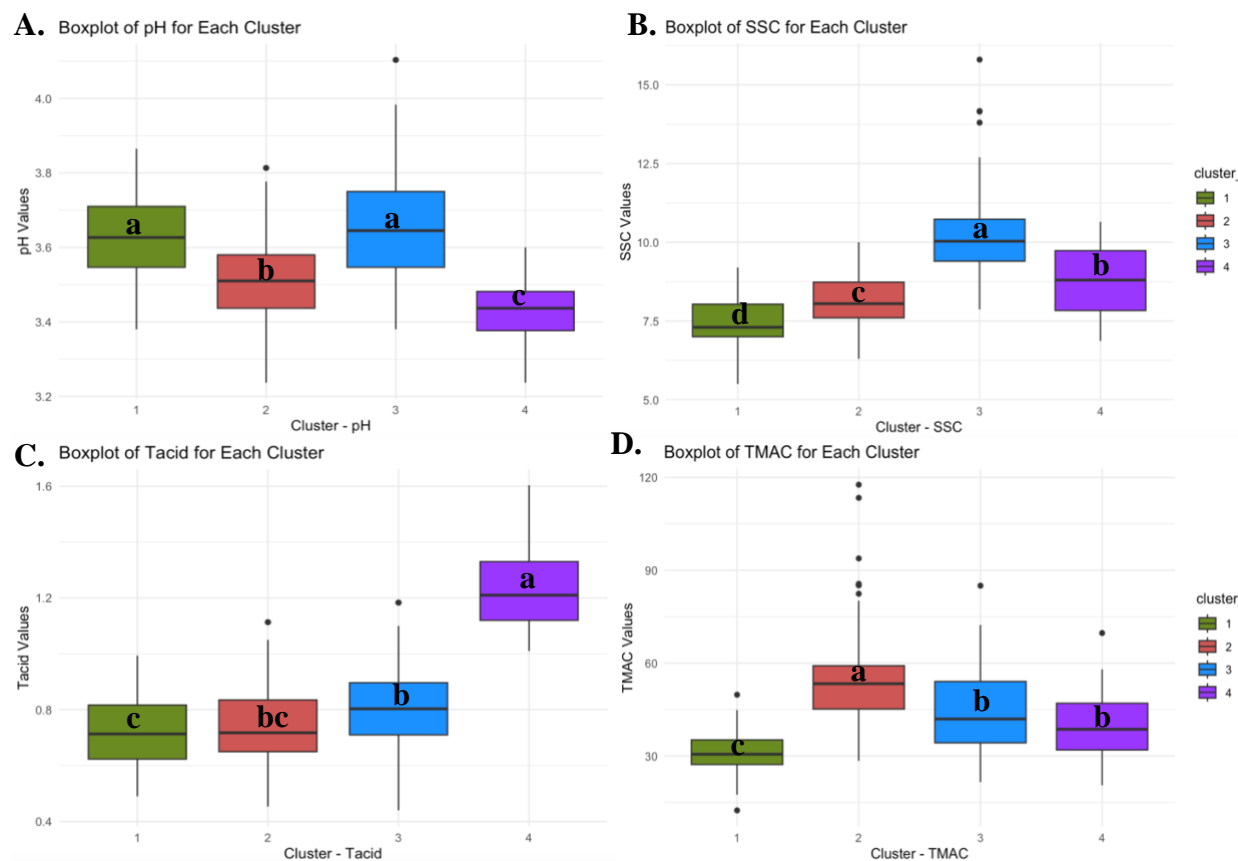 A. Boxplot of pH for Each Cluster
pH Values
4.0
3.8
3.6
3.4
3.2
a
b
a
c
1 2 3 4
Cluster - pH
B. Boxplot of SSC for Each Cluster
SSC Values
15.0
12.5
10.0
7.5
5.0
d
c
a
b
1 2 3 4
Cluster - SSC
cluster_
1
2
3
4
C. Boxplot of Tacid for Each Cluster
Tacid Values
1.6
1.2
0.8
0.4
c
bc
b
a
1 2 3 4
Cluster - Tacid
D. Boxplot of TMAC for Each Cluster
TMAC Values
120
90
60
30
c
a
b
b
1 2 3 4
Cluster - TMAC
cluster_
1
2
3
4